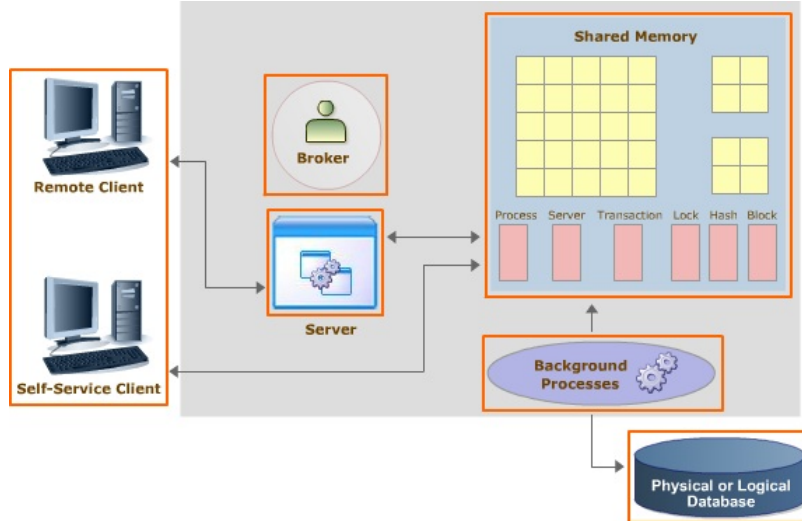 Shared Memory
Broker
Remote Client
Process Server Transaction Lock Hash Block
Server
Self-Service Client
Background
Processes
Physical or Logical
Database